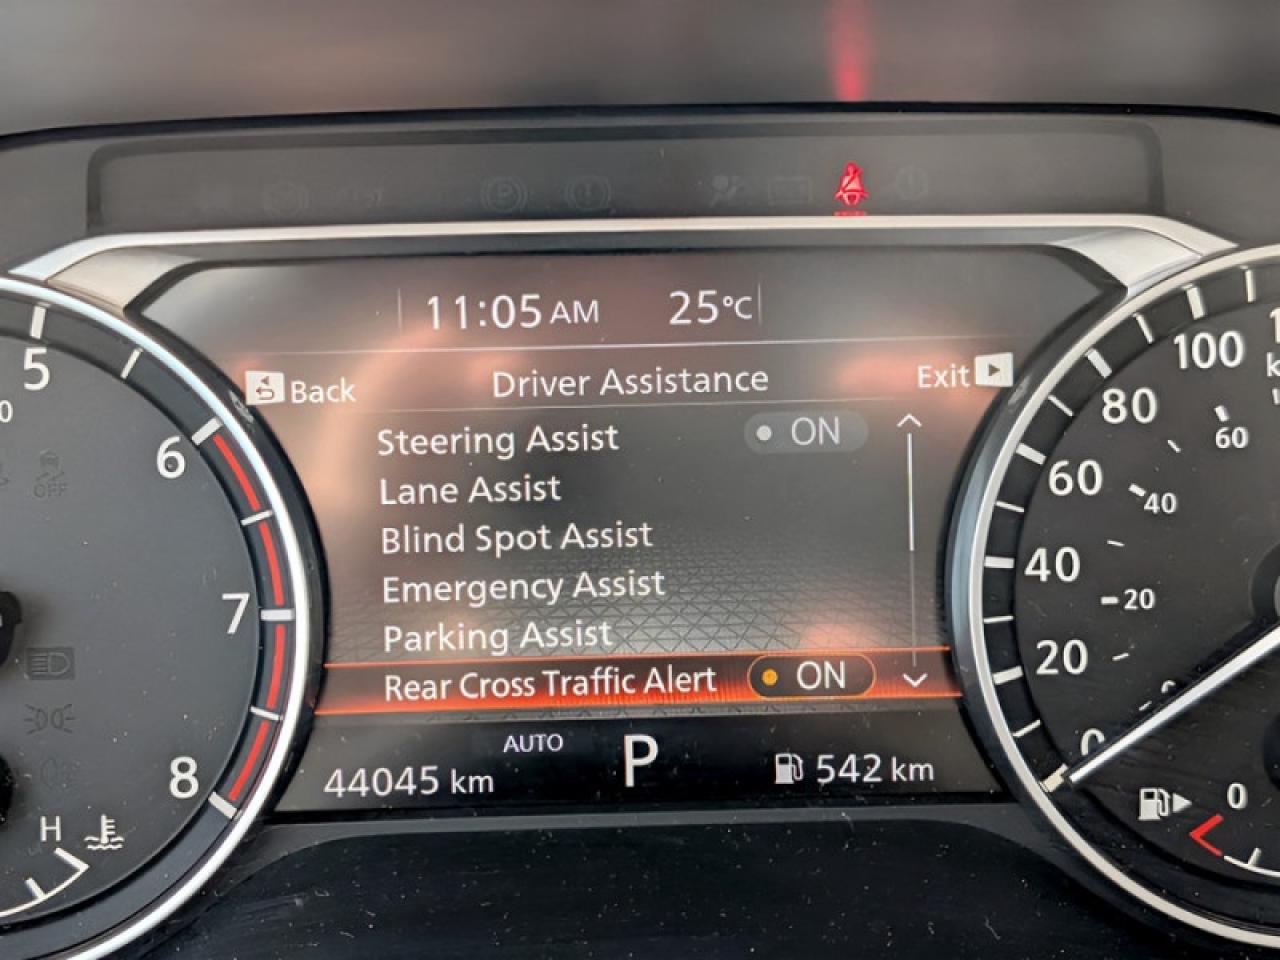 11:05 AM 25°C
Back Driver Assistance Exit
Steering Assist ON
Lane Assist
Blind Spot Assist
Emergency Assist
Parking Assist
Rear Cross Traffic Alert ON
AUTO P
44045 km 542 km
5
6
7
8
H
OFF
100
80
60
40
20
0
60
40
20
0